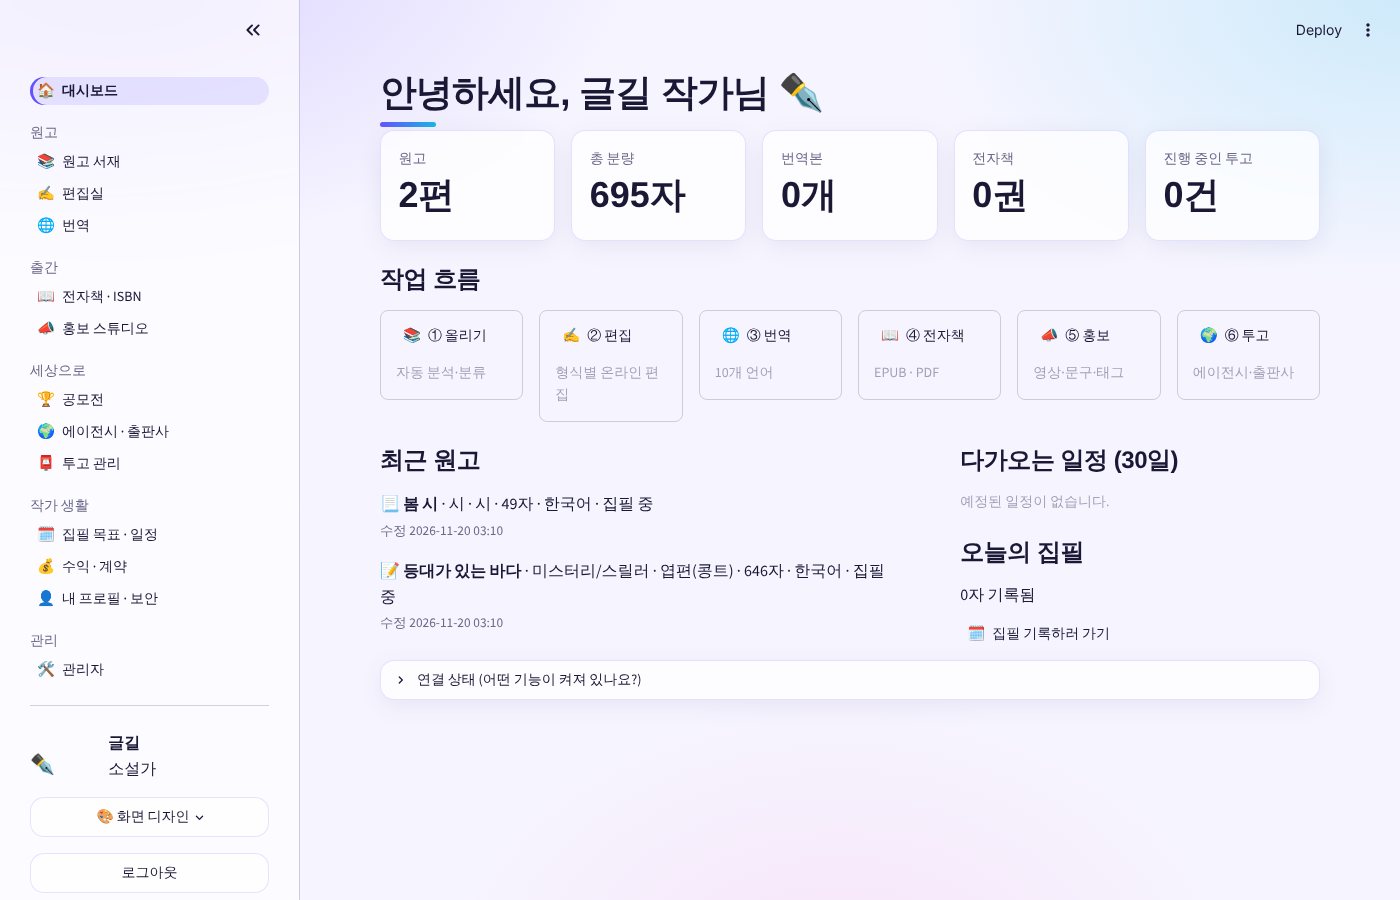 Deploy
🏠 대시보드
원고
📚 원고 서재
✍️ 편집실
🌐 번역
출간
📖 전자책 · ISBN
📣 홍보 스튜디오
세상으로
🏆 공모전
🌍 에이전시 · 출판사
📮 투고 관리
작가 생활
🗓️ 집필 목표 · 일정
💰 수익 · 계약
👤 내 프로필 · 보안
관리
🛠️ 관리자
글길
소설가
🎨 화면 디자인
로그아웃
안녕하세요, 글길 작가님 ✒️
원고
2편
총 분량
695자
번역본
0개
전자책
0권
진행 중인 투고
0건
작업 흐름
📚 ① 올리기
자동 분석·분류
✍️ ② 편집
형식별 온라인 편
집
🌐 ③ 번역
10개 언어
📖 ④ 전자책
EPUB · PDF
📣 ⑤ 홍보
영상·문구·태그
🌍 ⑥ 투고
에이전시·출판사
최근 원고
📃 봄 시 · 시 · 시 · 49자 · 한국어 · 집필 중
수정 2026-11-20 03:10
📝 등대가 있는 바다 · 미스터리/스릴러 · 엽편(콩트) · 646자 · 한국어 · 집필
중
수정 2026-11-20 03:10
다가오는 일정 (30일)
예정된 일정이 없습니다.
오늘의 집필
0자 기록됨
🗓️ 집필 기록하러 가기
연결 상태 (어떤 기능이 켜져 있나요?)